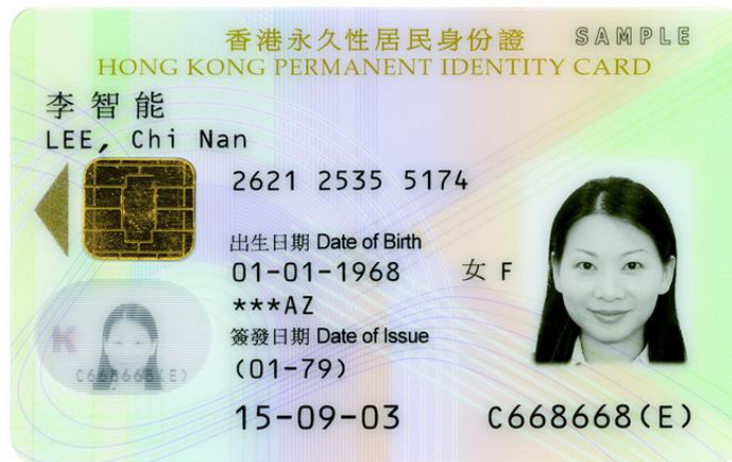 香港永久性居民身份證 SAMPLE
HONG KONG PERMANENT IDENTITY CARD
李智能
LEE, Chi Nan
2621 2535 5174
出生日期 Date of Birth
01-01-1968 女 F
***AZ
簽發日期 Date of Issue
(01-79)
15-09-03 C668668(E)
K
C668668(E)